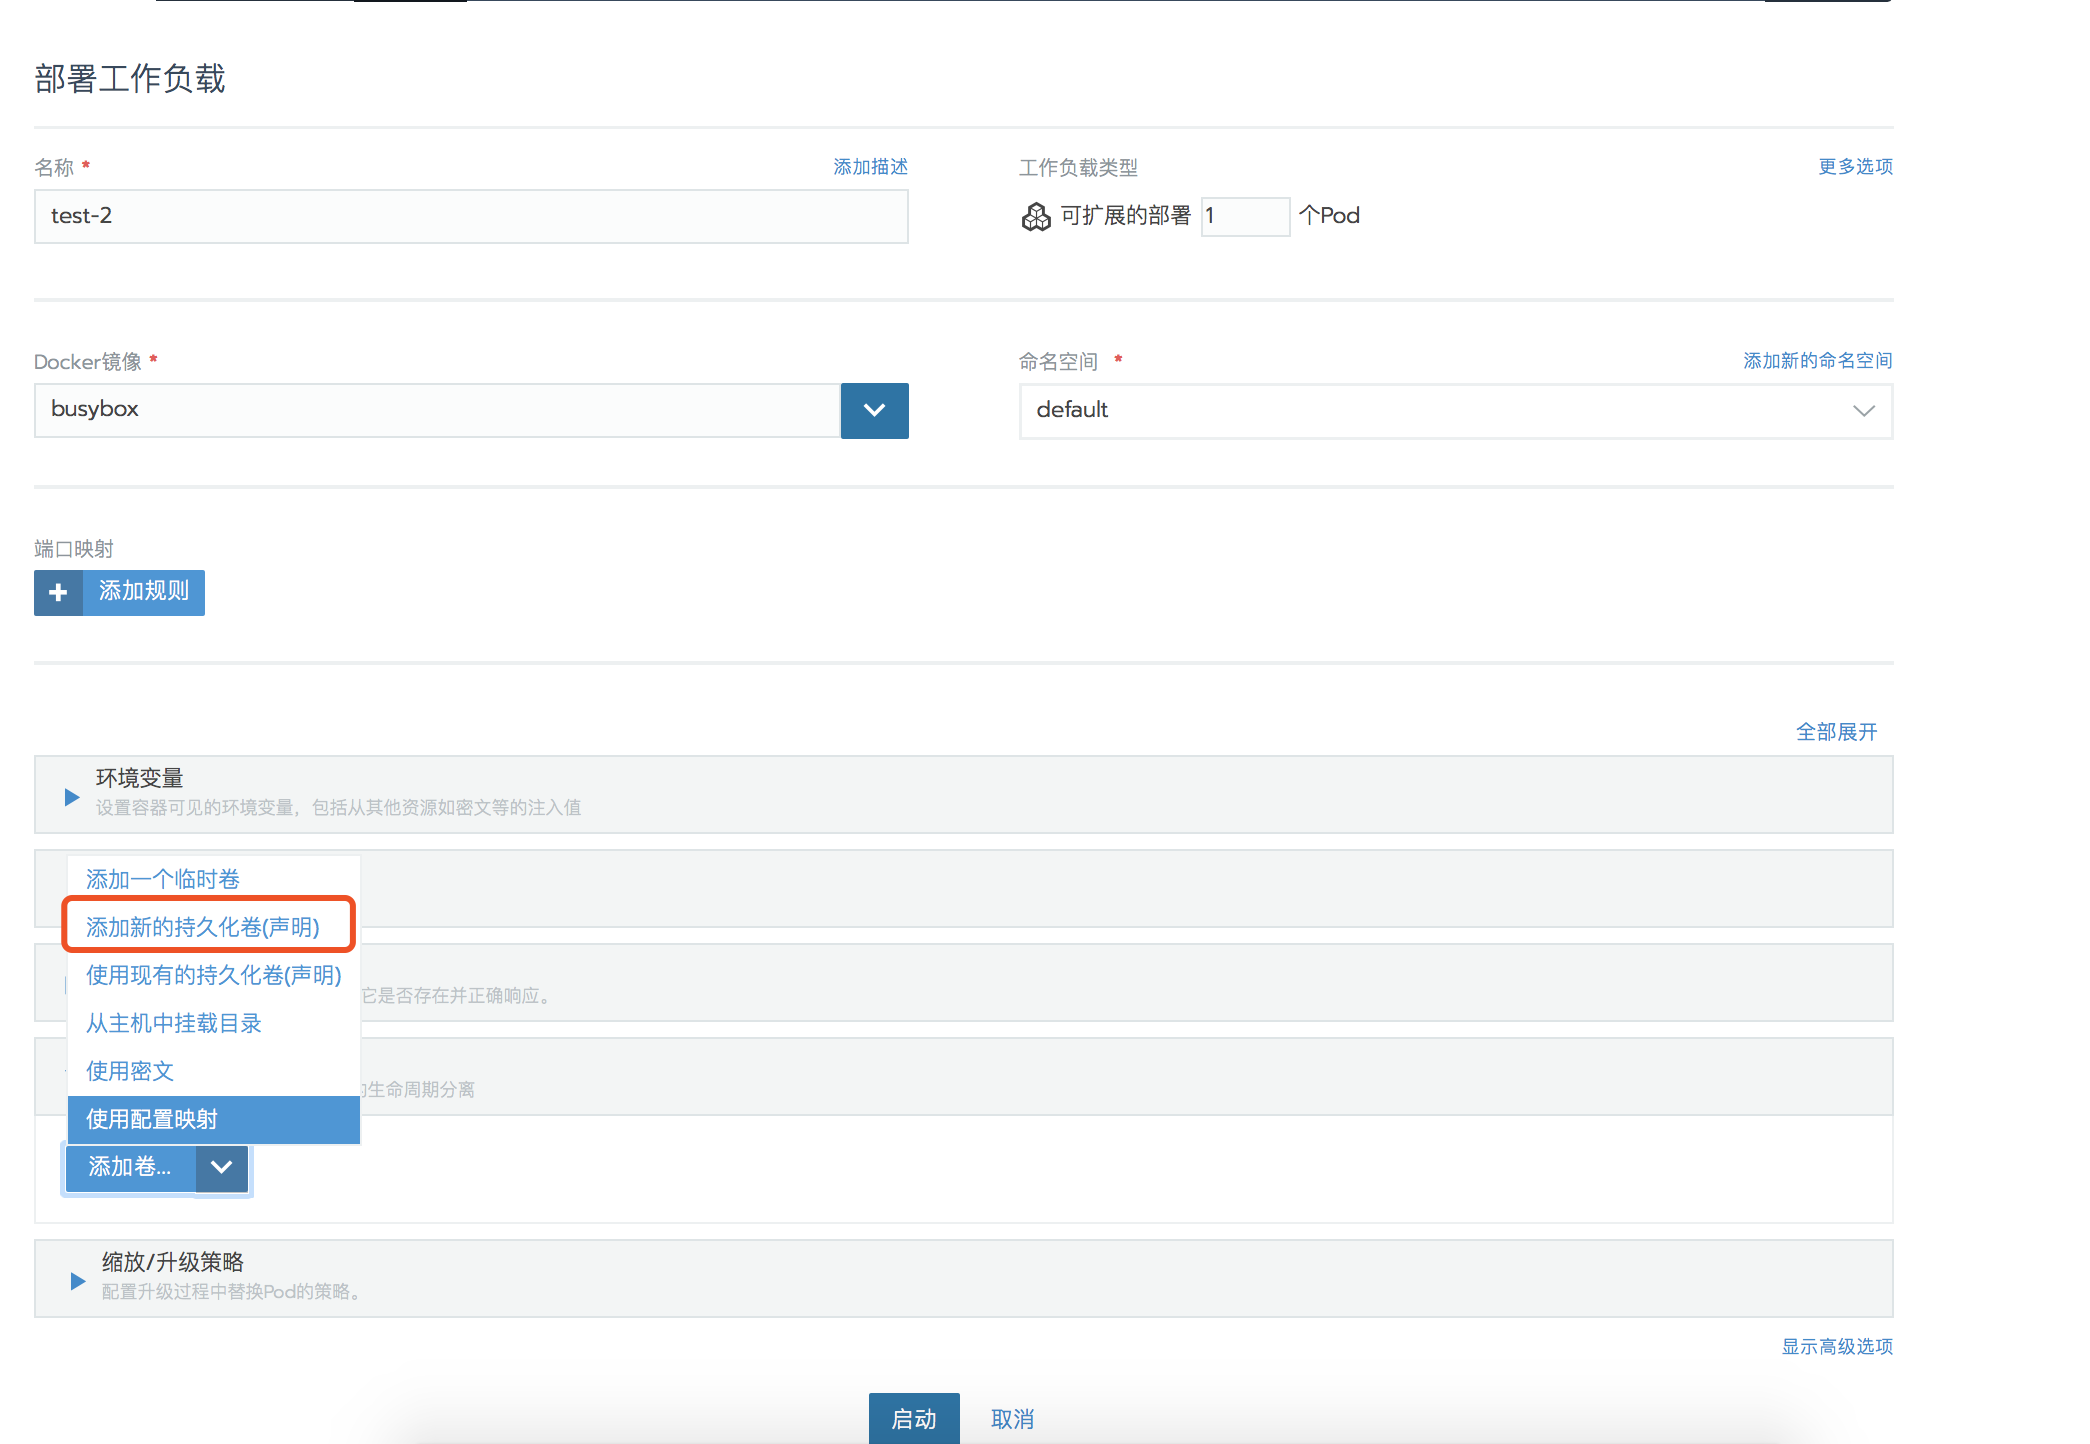 部署工作负载
名称 *
添加描述
工作负载类型
更多选项
test-2
可扩展的部署 1 个Pod
Docker镜像 *
命名空间 *
添加新的命名空间
busybox
default
端口映射
添加规则
全部展开
环境变量
设置容器可见的环境变量，包括从其他资源如密文等的注入值
添加一个临时卷
添加新的持久化卷(声明)
使用现有的持久化卷(声明)
它是否存在并正确响应。
从主机中挂载目录
使用密文
生命周期分离
使用配置映射
添加卷...
缩放/升级策略
配置升级过程中替换Pod的策略。
显示高级选项
启动
取消